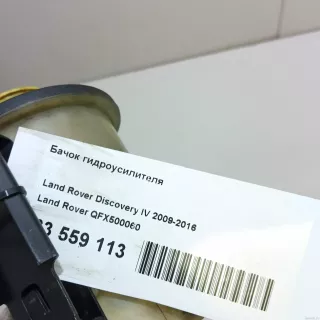 Бачок гидроусилителя
Land Rover Discovery IV 2009-2016
Land Rover QFX500060
3 559 113